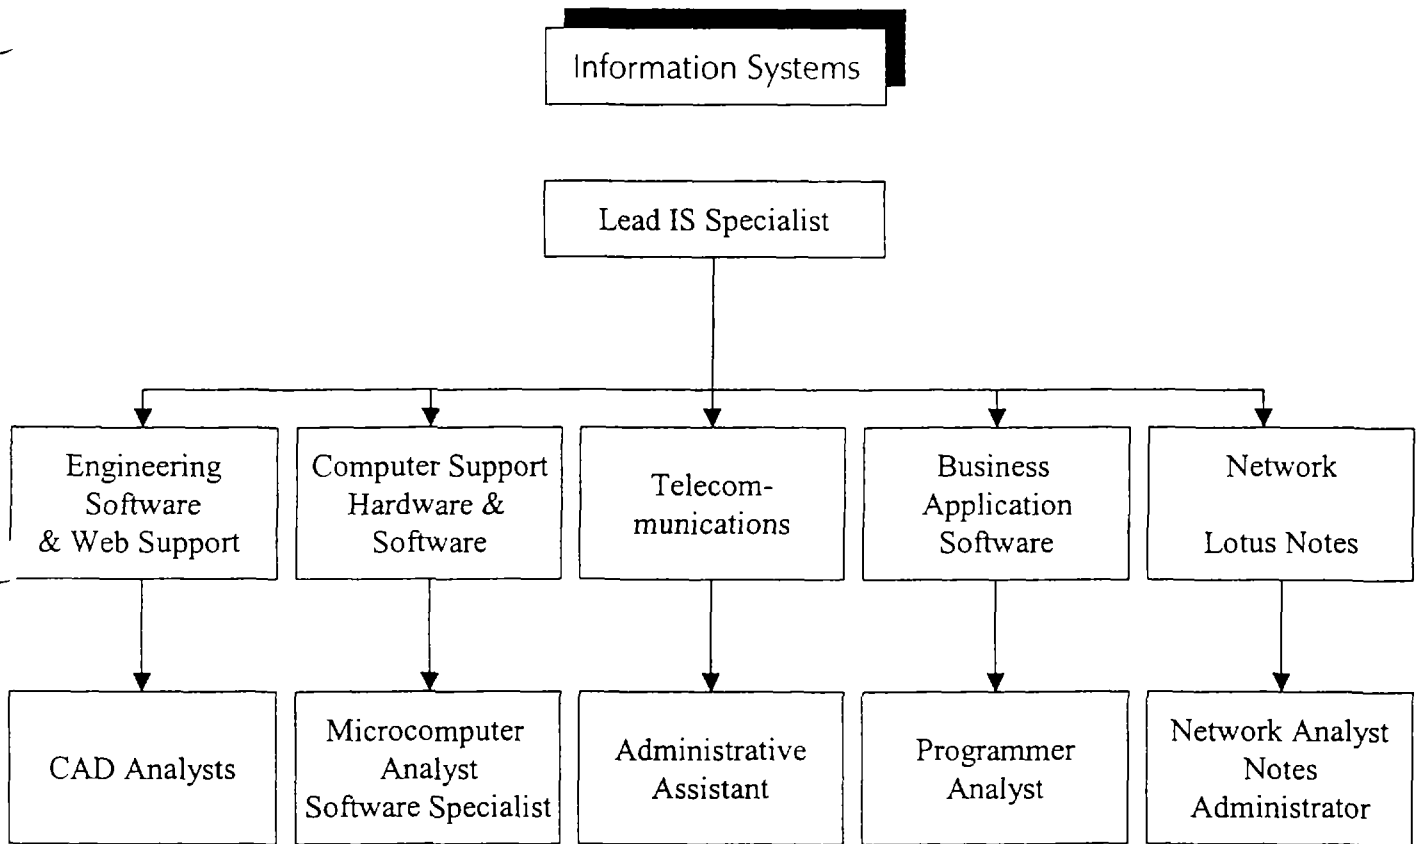 Information Systems
Lead IS Specialist
Engineering
Software
& Web Support
Computer Support
Hardware &
Software
Telecom-
munications
Business
Application
Software
Network
Lotus Notes
CAD Analysts
Microcomputer
Analyst
Software Specialist
Administrative
Assistant
Programmer
Analyst
Network Analyst
Notes
Administrator